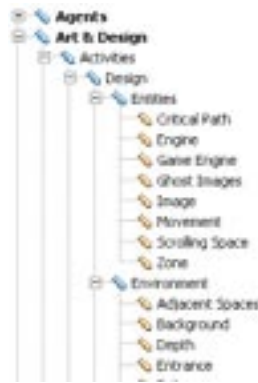 Agents
Art & Design
Activities
Design
Entities
Critical Path
Engine
Game Engine
Ghost Images
Image
Movement
Scrolling Space
Zone
Environment
Adjacent Spaces
Background
Depth
Entrance